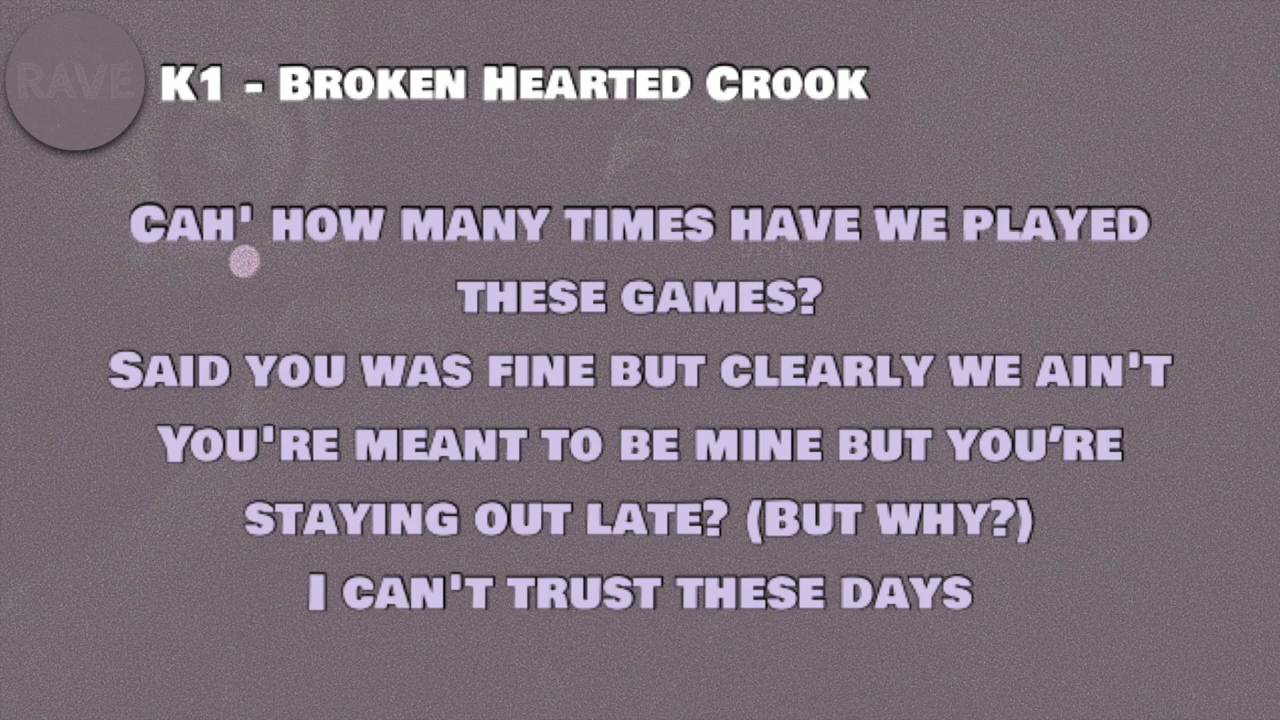 RAVE
K1 - Broken Hearted Crook
Cah' how many times have we played
these games?
Said you was fine but clearly we ain't
You're meant to be mine but you’re
staying out late? (But why?)
I can't trust these days